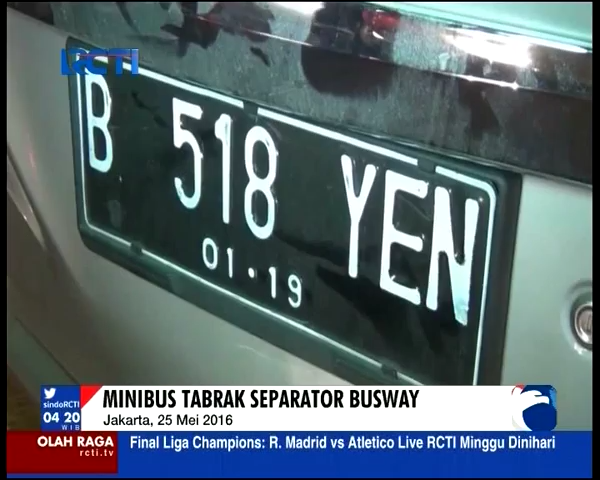 RCTI
B 518 YEN
01 · 19
sindoRCTI
04 20
WIB
MINIBUS TABRAK SEPARATOR BUSWAY
Jakarta, 25 Mei 2016
OLAH RAGA
rcti.tv
Final Liga Champions: R. Madrid vs Atletico Live RCTI Minggu Dinihari